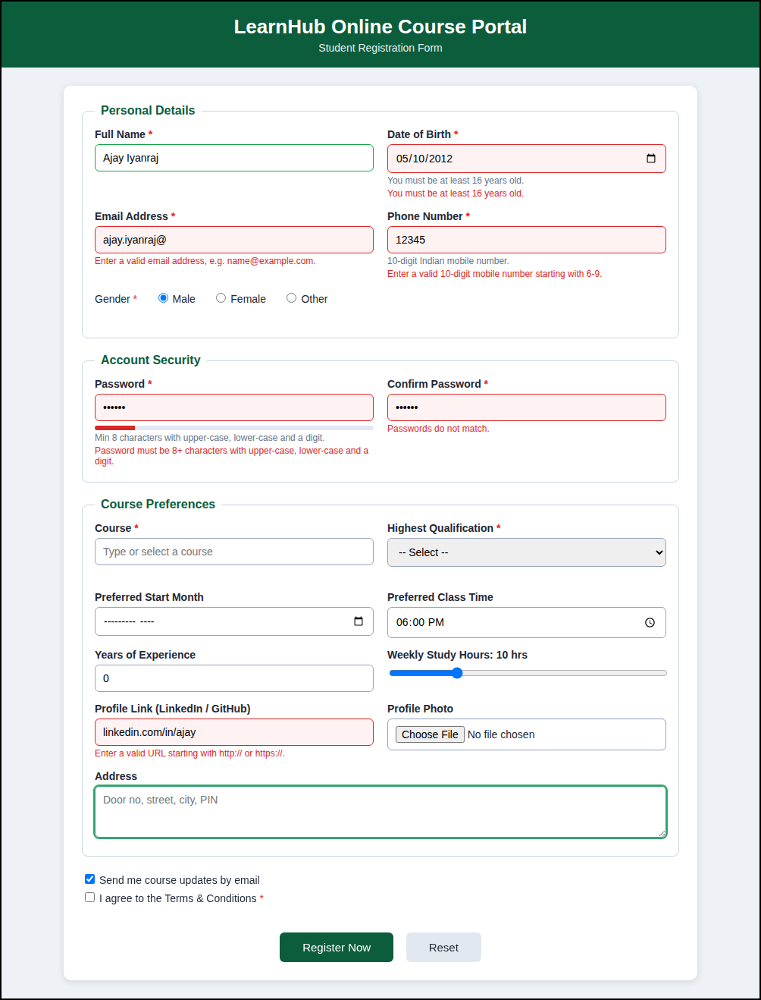 LearnHub Online Course Portal
Student Registration Form
Personal Details
Full Name *
Ajay Iyanraj
Date of Birth *
05/10/2012
You must be at least 16 years old.
You must be at least 16 years old.
Email Address *
ajay.iyanraj@
Enter a valid email address, e.g. name@example.com.
Phone Number *
12345
10-digit Indian mobile number.
Enter a valid 10-digit mobile number starting with 6-9.
Gender * Male Female Other
Account Security
Password *
••••••
Min 8 characters with upper-case, lower-case and a digit.
Password must be 8+ characters with upper-case, lower-case and a
digit.
Confirm Password *
••••••
Passwords do not match.
Course Preferences
Course *
Type or select a course
Highest Qualification *
-- Select --
Preferred Start Month
--------- ----
Preferred Class Time
06:00 PM
Years of Experience
0
Weekly Study Hours: 10 hrs
Profile Link (LinkedIn / GitHub)
linkedin.com/in/ajay
Enter a valid URL starting with http:// or https://.
Profile Photo
Choose File No file chosen
Address
Door no, street, city, PIN
Send me course updates by email
I agree to the Terms & Conditions *
Register Now
Reset